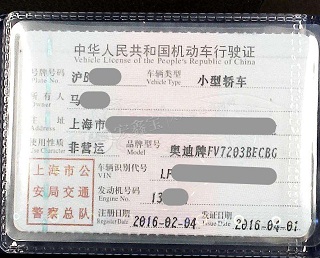 中华人民共和国机动车行驶证
Vehicle License of the People's Republic of China
号牌号码 沪B 车辆类型 小型轿车
Plate No. Vehicle Type
所有人 马
Owner
住址 上海市
Address
使用性质 非营运 品牌型号 奥迪牌FV7203BECBG
Use Character Model
车辆识别代号 LF
VIN
发动机号码 13
Engine No.
注册日期 2016-02-04 发证日期 2016-04-01
Register Date Issue Date
上海市公
安局交通
警察总队